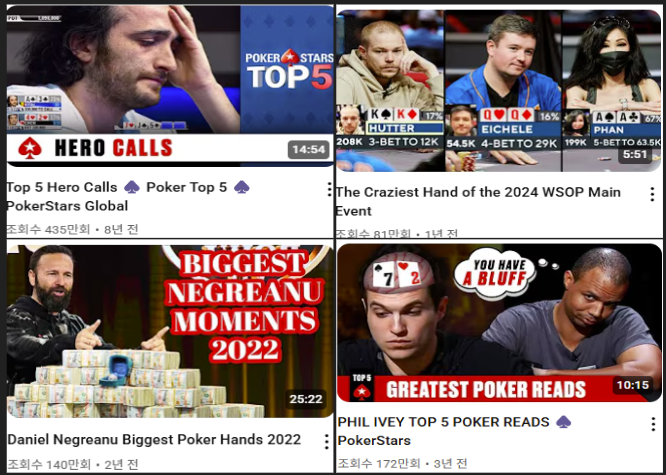 POKER STARS
TOP 5
HERO CALLS
14:54
Top 5 Hero Calls ♠ Poker Top 5 ♠
PokerStars Global
조회수 435만회 • 8년 전
K K 17%
Q Q 16%
A A 67%
HUTTER
EICHELE
PHAN
208K 3-BET TO 12K
54.5K 4-BET TO 29K
199K 5-BET TO 63.5K
5:51
The Craziest Hand of the 2024 WSOP Main
Event
조회수 81만회 • 1년 전
BIGGEST
NEGREANU
MOMENTS
2022
25:22
Daniel Negreanu Biggest Poker Hands 2022
조회수 140만회 • 2년 전
YOU HAVE
A BLUFF
7 2
TOP 5
GREATEST POKER READS
10:15
PHIL IVEY TOP 5 POKER READS ♠
PokerStars
조회수 172만회 • 3년 전